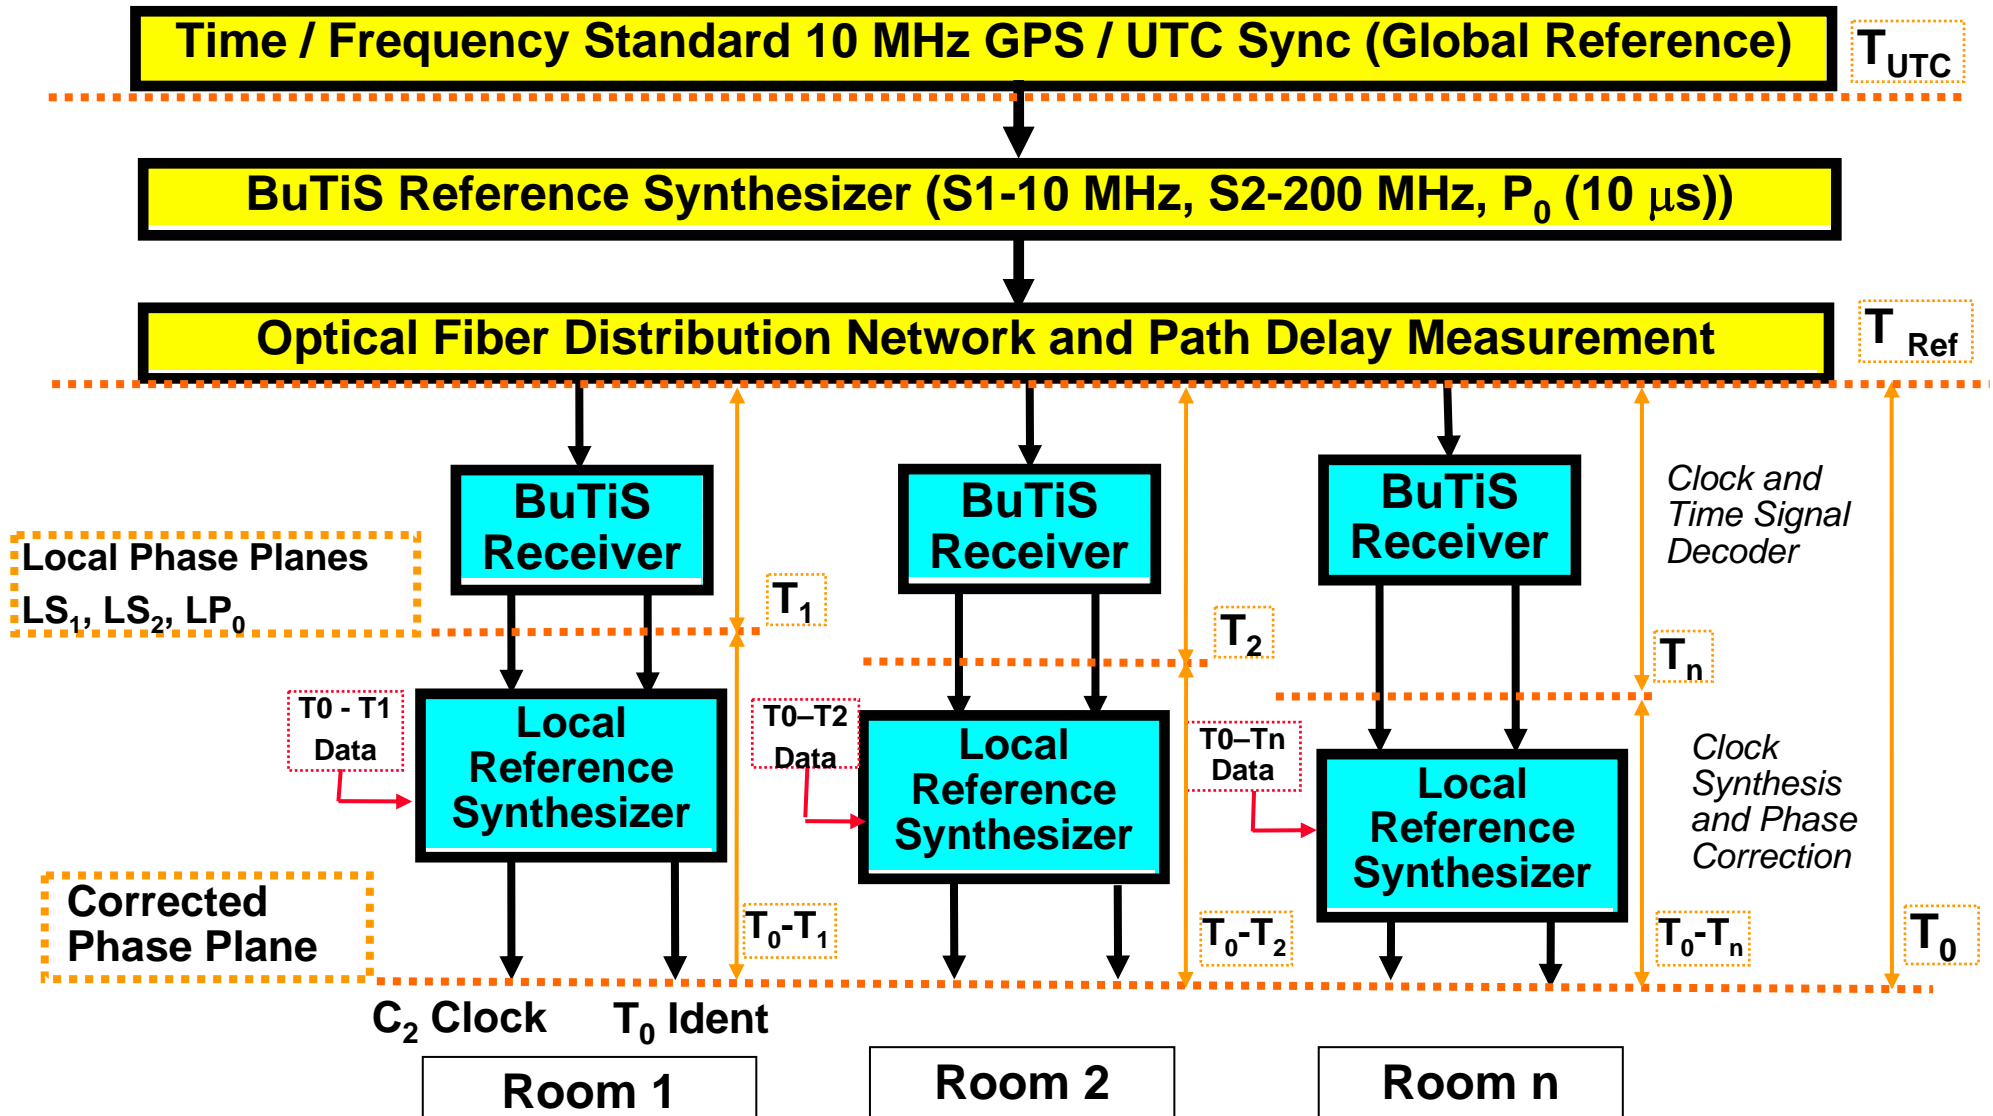 Time / Frequency Standard 10 MHz GPS / UTC Sync (Global Reference)
T UTC
BuTiS Reference Synthesizer (S1-10 MHz, S2-200 MHz, P0 (10 μs))
Optical Fiber Distribution Network and Path Delay Measurement
T Ref
BuTiS
Receiver
BuTiS
Receiver
BuTiS
Receiver
Clock and
Time Signal
Decoder
Local Phase Planes
LS1, LS2, LP0
T1
T2
Tn
T0 - T1
Data
Local
Reference
Synthesizer
T0–T2
Data
Local
Reference
Synthesizer
T0–Tn
Data
Local
Reference
Synthesizer
Clock
Synthesis
and Phase
Correction
Corrected
Phase Plane
T0-T1
T0-T2
T0-Tn
T0
C2 Clock
T0 Ident
Room 1
Room 2
Room n